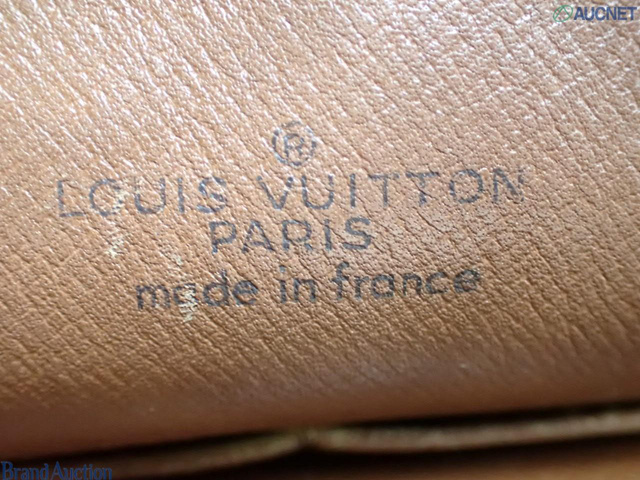 AUCNET
®
LOUIS VUITTON
PARIS
made in france
Brand Auction